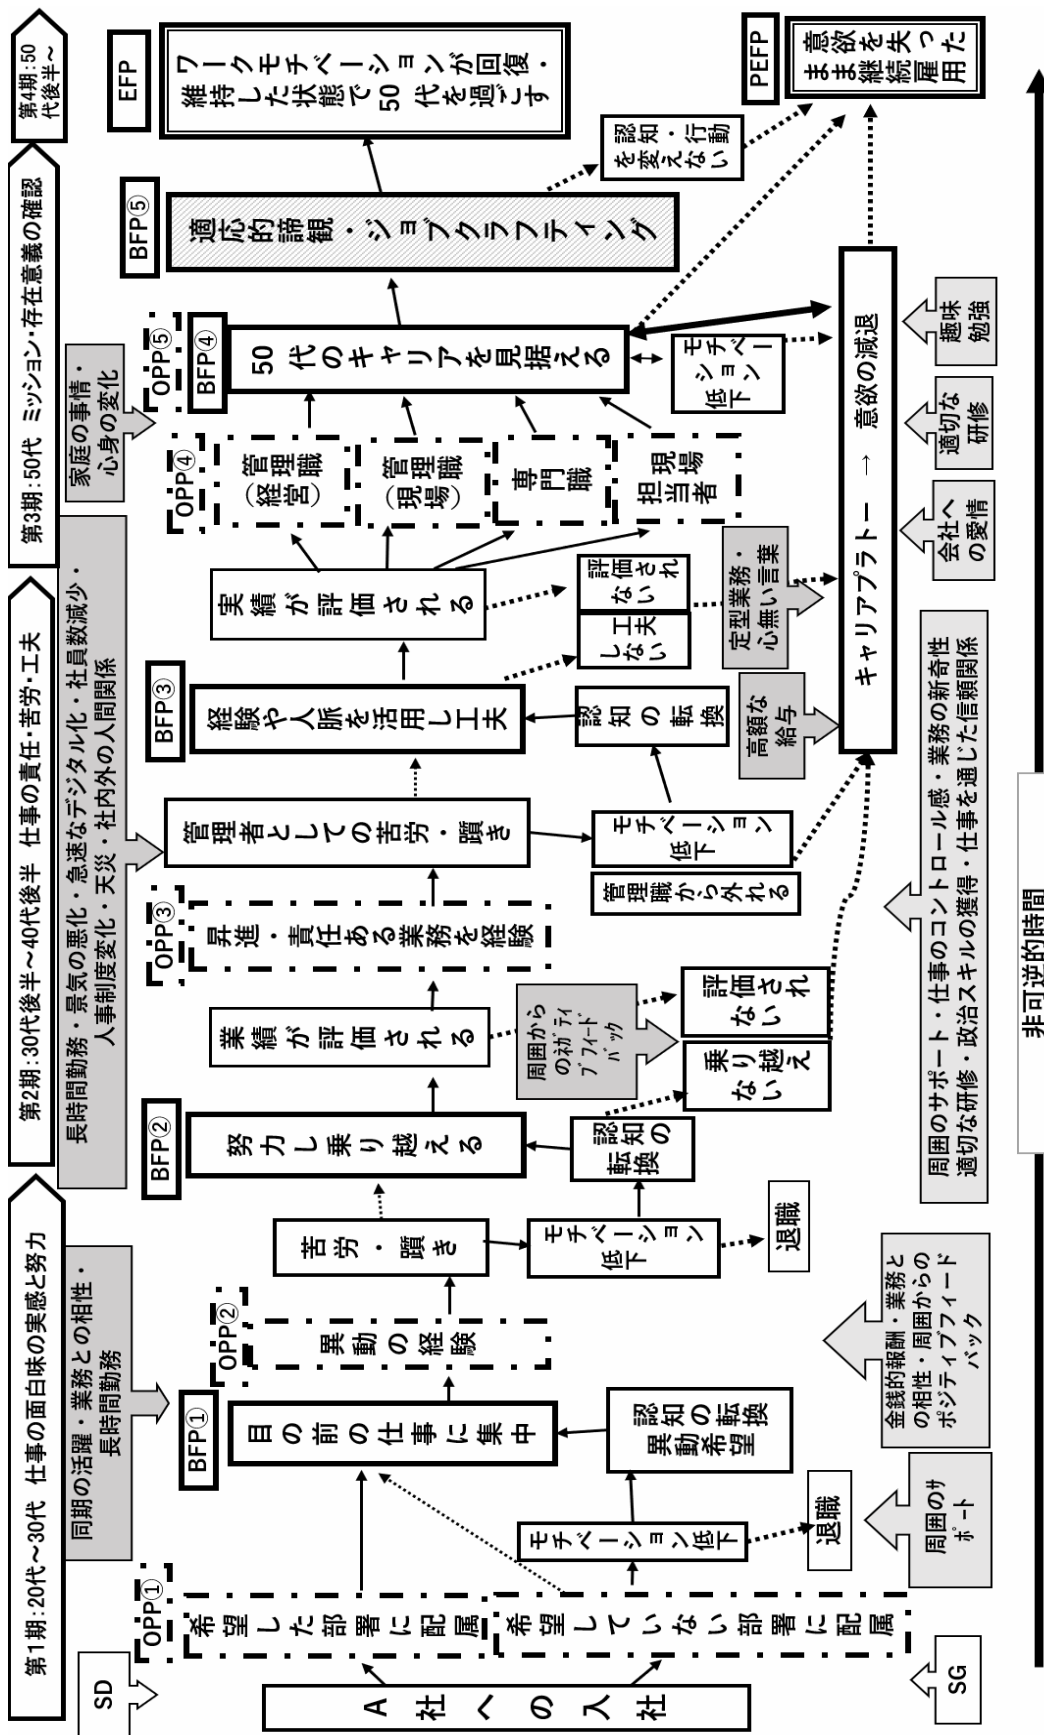 第1期:20代～30代 仕事の面白味の実感と努力
第2期:30代後半～40代後半 仕事の責任・苦労・工夫
第3期:50代 ミッション・存在意義の確認
第4期:50
代後半～
SD
同期の活躍・業務との相性・
長時間勤務
長時間勤務・景気の悪化・急速なデジタル化・社員数減少・
人事制度変化・天災・社内外の人間関係
家庭の事情・
心身の変化
A社への入社
OPP①
希望した部署に配属
希望していない部署に配属
モチベーション低下
退職
認知の転換
異動希望
BFP①
目の前の仕事に集中
OPP②
異動の経験
苦労・躓き
モチベーション
低下
退職
認知の
転換
BFP②
努力し乗り越える
乗り越え
ない
評価され
ない
業績が評価される
周囲から
のネガティ
ブフィード
バック
OPP③
昇進・責任ある業務を経験
管理者としての苦労・躓き
管理職から外れる
モチベーション
低下
認知の転換
BFP③
経験や人脈を活用し工夫
工夫
しない
評価され
ない
実績が評価される
高額な
給与
定型業務・
心無い言葉
OPP④
管理職
(経営)
管理職
(現場)
専門職
現場
担当者
OPP⑤
BFP④
50代のキャリアを見据える
モチベー
ション
低下
キャリアプラトー → 意欲の減退
BFP⑤
適応的諦観・ジョブクラフティング
認知・行動
を変えない
EFP
ワークモチベーションが回復・
維持した状態で50代を過ごす
PEFP
意欲を失った
まま継続雇用
SG
周囲のサ
ポート
金銭的報酬・業務と
の相性・周囲からの
ポジティブフィード
バック
周囲のサポート・仕事のコントロール感・業務の新奇性
適切な研修・政治スキルの獲得・仕事を通じた信頼関係
会社へ
の愛情
適切な
研修
趣味
勉強
非可逆的時間